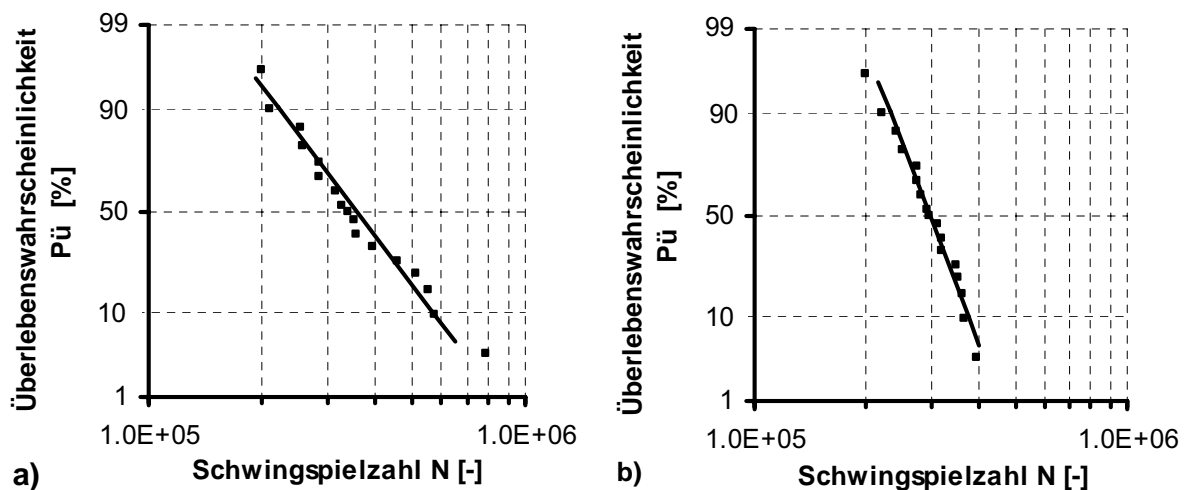 Überlebenswahrscheinlichkeit
Pü [%]
99
90
50
10
1
1.0E+05
1.0E+06
Schwingspielzahl N [-]
a)
Überlebenswahrscheinlichkeit
Pü [%]
99
90
50
10
1
1.0E+05
1.0E+06
Schwingspielzahl N [-]
b)